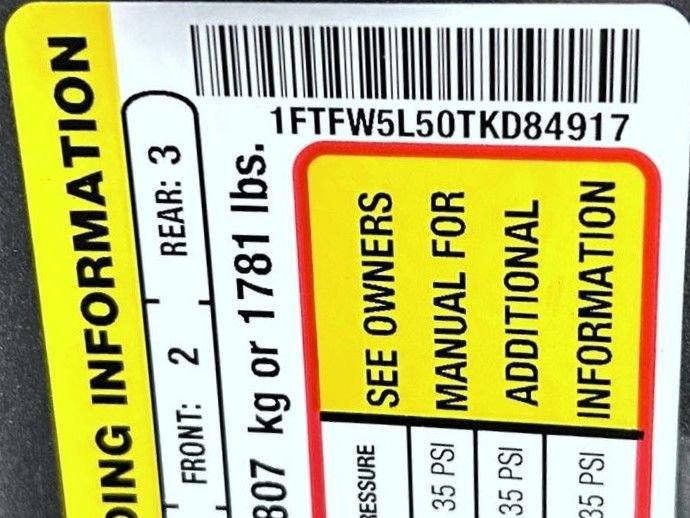 1FTFW5L50TKD84917
DING INFORMATION
FRONT: 2 REAR: 3
807 kg or 1781 lbs.
SEE OWNERS
MANUAL FOR
ADDITIONAL
INFORMATION
RESSURE
35 PSI
35 PSI
35 PSI